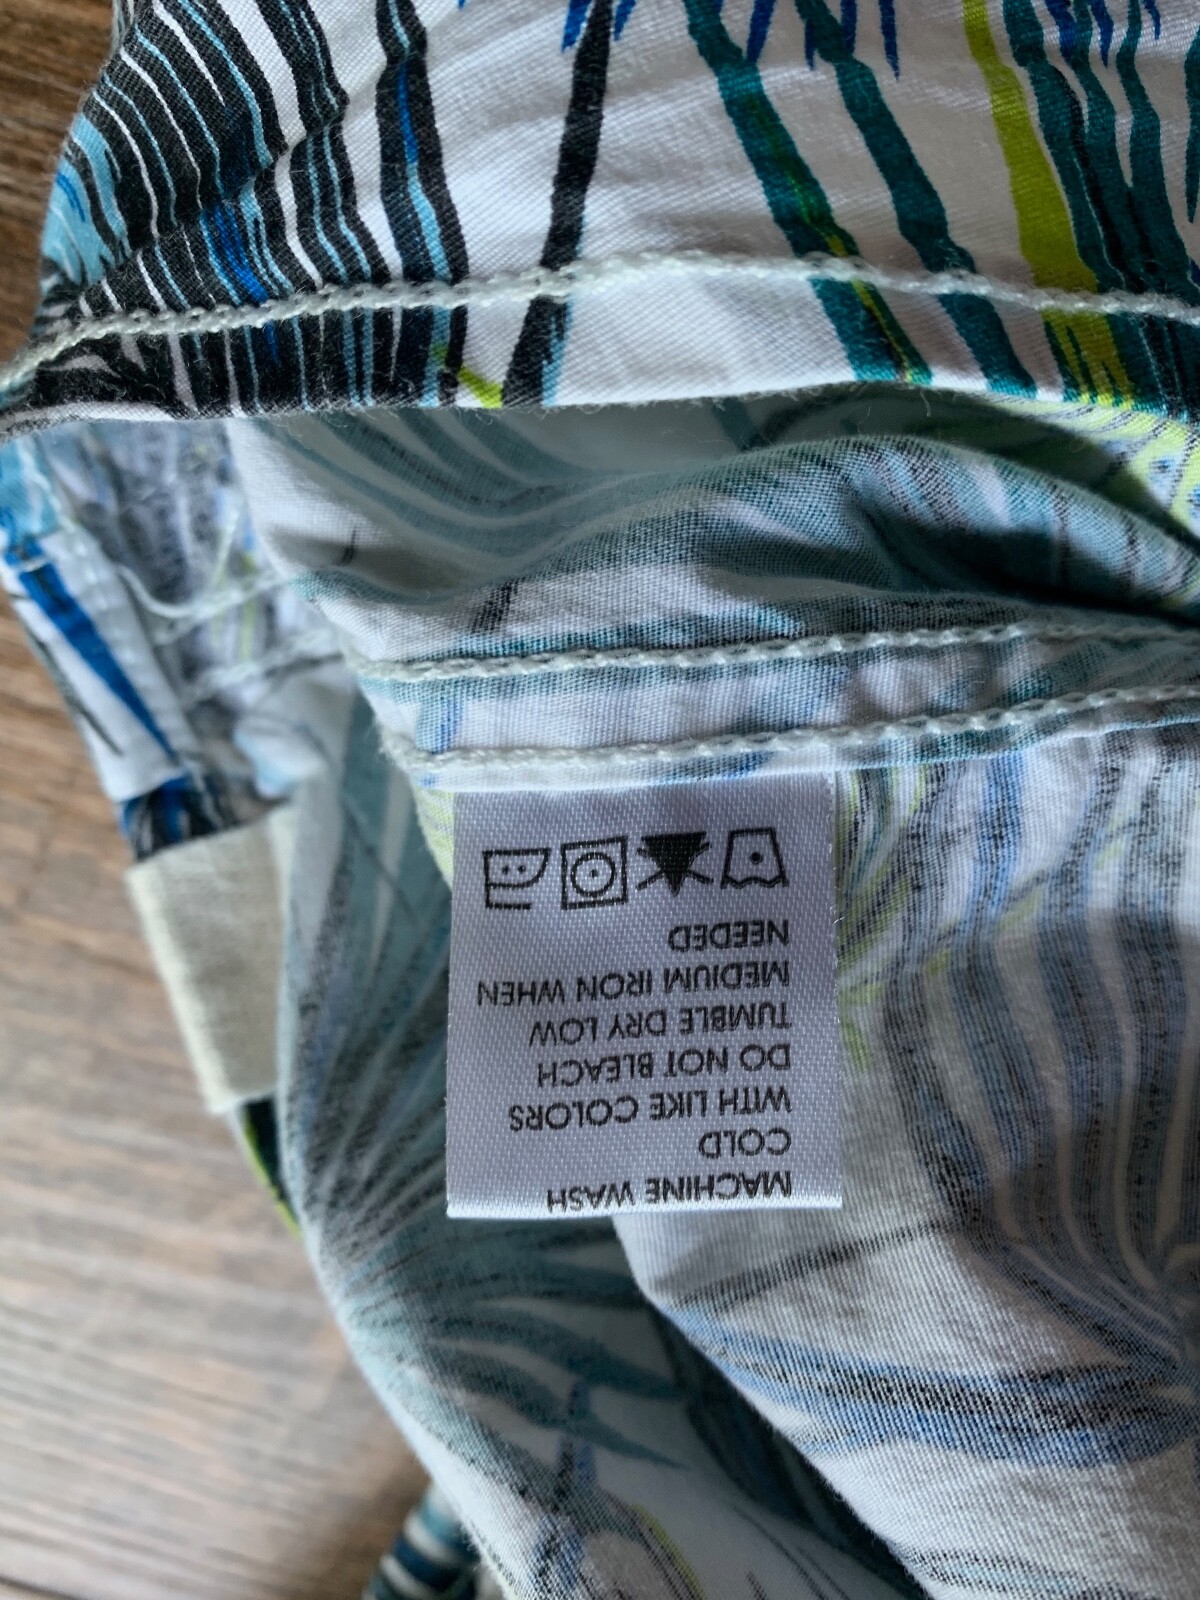 MACHINE WASH
COLD
WITH LIKE COLORS
DO NOT BLEACH
TUMBLE DRY LOW
MEDIUM IRON WHEN
NEEDED